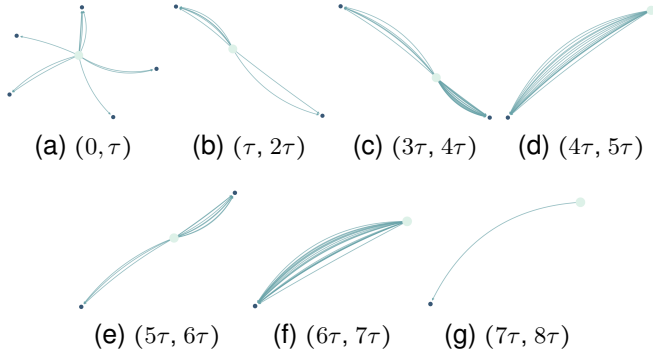 (a) (0, τ)
(b) (τ, 2τ)
(c) (3τ, 4τ)
(d) (4τ, 5τ)
(e) (5τ, 6τ)
(f) (6τ, 7τ)
(g) (7τ, 8τ)